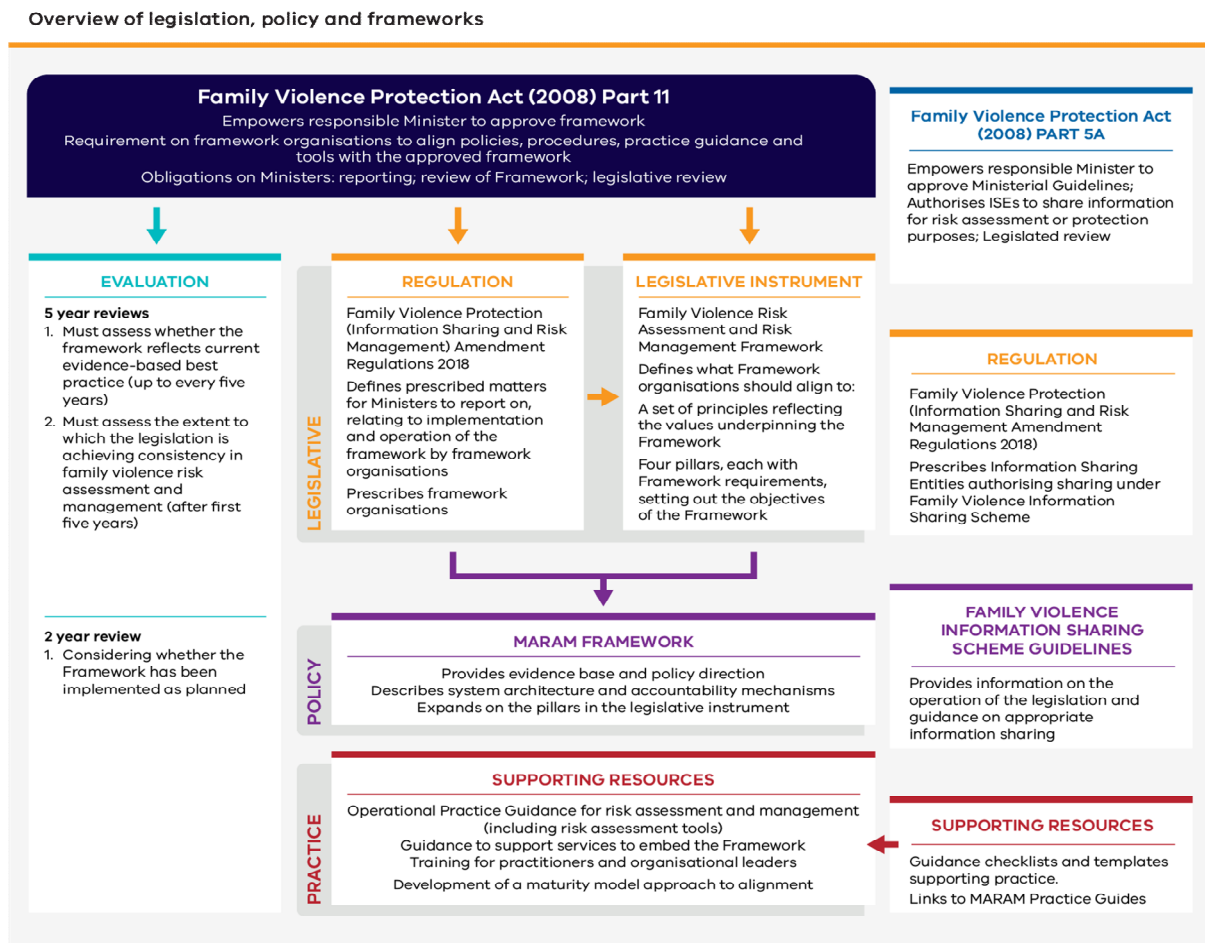 Overview of legislation, policy and frameworks
Family Violence Protection Act (2008) Part 11
Empowers responsible Minister to approve framework
Requirement on framework organisations to align policies, procedures, practice guidance and
tools with the approved framework
Obligations on Ministers: reporting; review of Framework; legislative review
EVALUATION
5 year reviews
1. Must assess whether the
framework reflects current
evidence-based best
practice (up to every five
years)
2. Must assess the extent to
which the legislation is
achieving consistency in
family violence risk
assessment and
management (after first
five years)
2 year review
1. Considering whether the
Framework has been
implemented as planned
LEGISLATIVE
REGULATION
Family Violence Protection
(Information Sharing and Risk
Management) Amendment
Regulations 2018
Defines prescribed matters
for Ministers to report on,
relating to implementation
and operation of the
framework by framework
organisations
Prescribes framework
organisations
LEGISLATIVE INSTRUMENT
Family Violence Risk
Assessment and Risk
Management Framework
Defines what Framework
organisations should align to:
A set of principles reflecting
the values underpinning the
Framework
Four pillars, each with
Framework requirements,
setting out the objectives
of the Framework
POLICY
MARAM FRAMEWORK
Provides evidence base and policy direction
Describes system architecture and accountability mechanisms
Expands on the pillars in the legislative instrument
PRACTICE
SUPPORTING RESOURCES
Operational Practice Guidance for risk assessment and management
(including risk assessment tools)
Guidance to support services to embed the Framework
Training for practitioners and organisational leaders
Development of a maturity model approach to alignment
Family Violence Protection Act
(2008) PART 5A
Empowers responsible Minister to
approve Ministerial Guidelines;
Authorises ISEs to share information
for risk assessment or protection
purposes; Legislated review
REGULATION
Family Violence Protection
(Information Sharing and Risk
Management Amendment
Regulations 2018)
Prescribes Information Sharing
Entities authorising sharing under
Family Violence Information
Sharing Scheme
FAMILY VIOLENCE
INFORMATION SHARING
SCHEME GUIDELINES
Provides information on the
operation of the legislation and
guidance on appropriate
information sharing
SUPPORTING RESOURCES
Guidance checklists and templates
supporting practice.
Links to MARAM Practice Guides